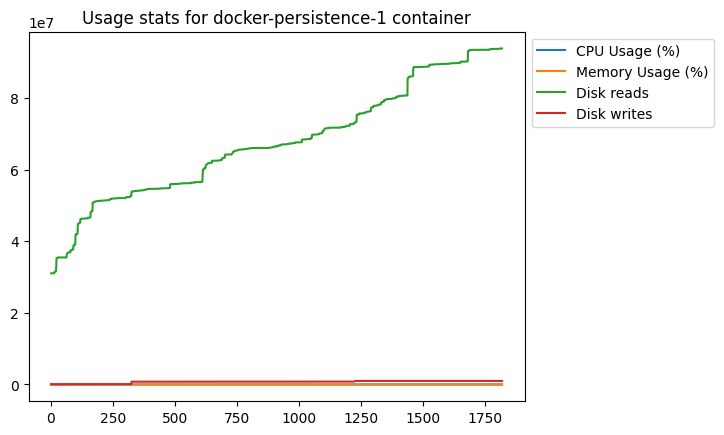 Usage stats for docker-persistence-1 container
1e7
8
6
4
2
0
0 250 500 750 1000 1250 1500 1750
CPU Usage (%)
Memory Usage (%)
Disk reads
Disk writes